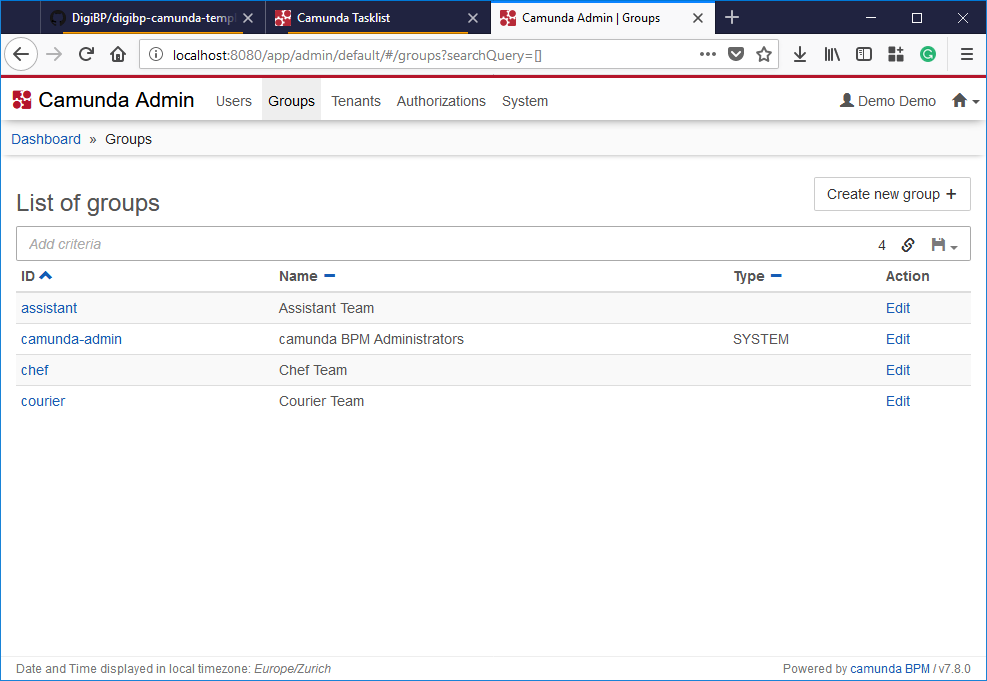 DigiBP/digibp-camunda-templ
Camunda Tasklist
Camunda Admin | Groups
localhost:8080/app/admin/default/#/groups?searchQuery=[]
Camunda Admin Users Groups Tenants Authorizations System Demo Demo
Dashboard » Groups
List of groups
Create new group +
Add criteria 4
ID Name Type Action
assistant Assistant Team Edit
camunda-admin camunda BPM Administrators SYSTEM Edit
chef Chef Team Edit
courier Courier Team Edit
Date and Time displayed in local timezone: Europe/Zurich
Powered by camunda BPM / v7.8.0